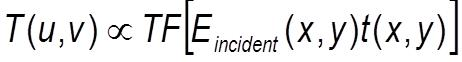 T(u,v) ∝ TF[E_incident (x,y)t(x,y)]